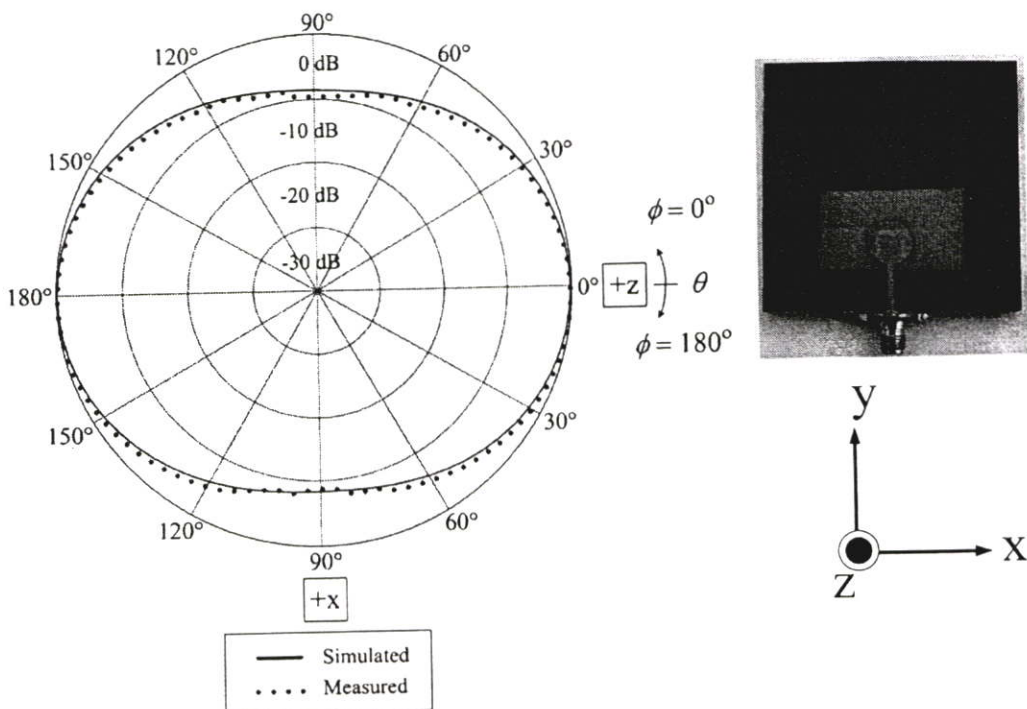 90°
120°
60°
0 dB
-10 dB
150°
30°
-20 dB
ϕ = 0°
-30 dB
180°
0°
+z
θ
ϕ = 180°
150°
30°
y
120°
60°
90°
x
z
+x
Simulated
Measured